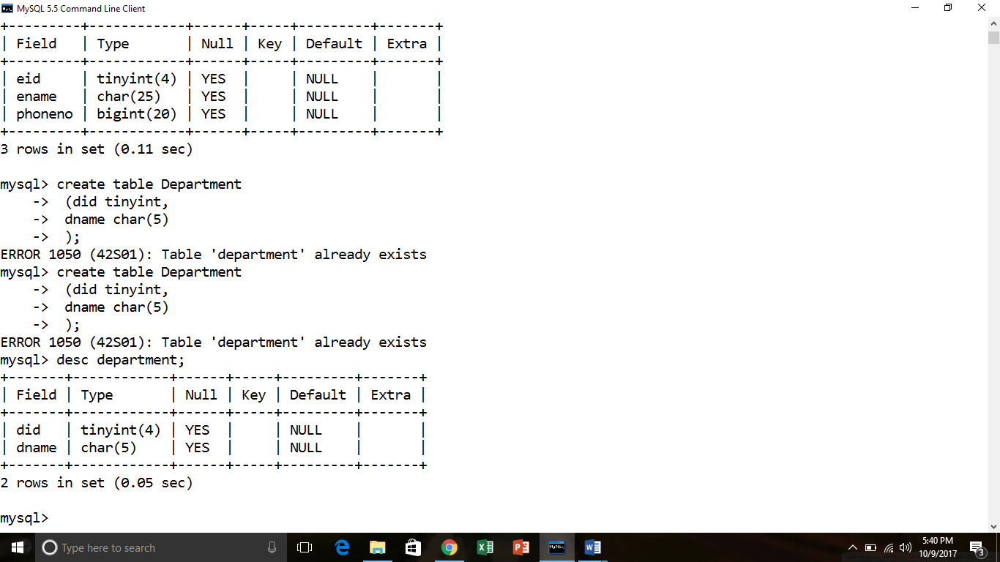 MySQL 5.5 Command Line Client
+---------+------------+------+-----+---------+-------+
| Field   | Type       | Null | Key | Default | Extra |
+---------+------------+------+-----+---------+-------+
| eid     | tinyint(4) | YES  |     | NULL    |       |
| ename   | char(25)   | YES  |     | NULL    |       |
| phoneno | bigint(20) | YES  |     | NULL    |       |
+---------+------------+------+-----+---------+-------+
3 rows in set (0.11 sec)

mysql> create table Department
    ->  (did tinyint,
    ->  dname char(5)
    ->  );
ERROR 1050 (42S01): Table 'department' already exists
mysql> create table Department
    ->  (did tinyint,
    ->  dname char(5)
    ->  );
ERROR 1050 (42S01): Table 'department' already exists
mysql> desc department;
+-------+------------+------+-----+---------+-------+
| Field | Type       | Null | Key | Default | Extra |
+-------+------------+------+-----+---------+-------+
| did   | tinyint(4) | YES  |     | NULL    |       |
| dname | char(5)    | YES  |     | NULL    |       |
+-------+------------+------+-----+---------+-------+
2 rows in set (0.05 sec)

mysql>
Type here to search
5:40 PM
10/9/2017
3